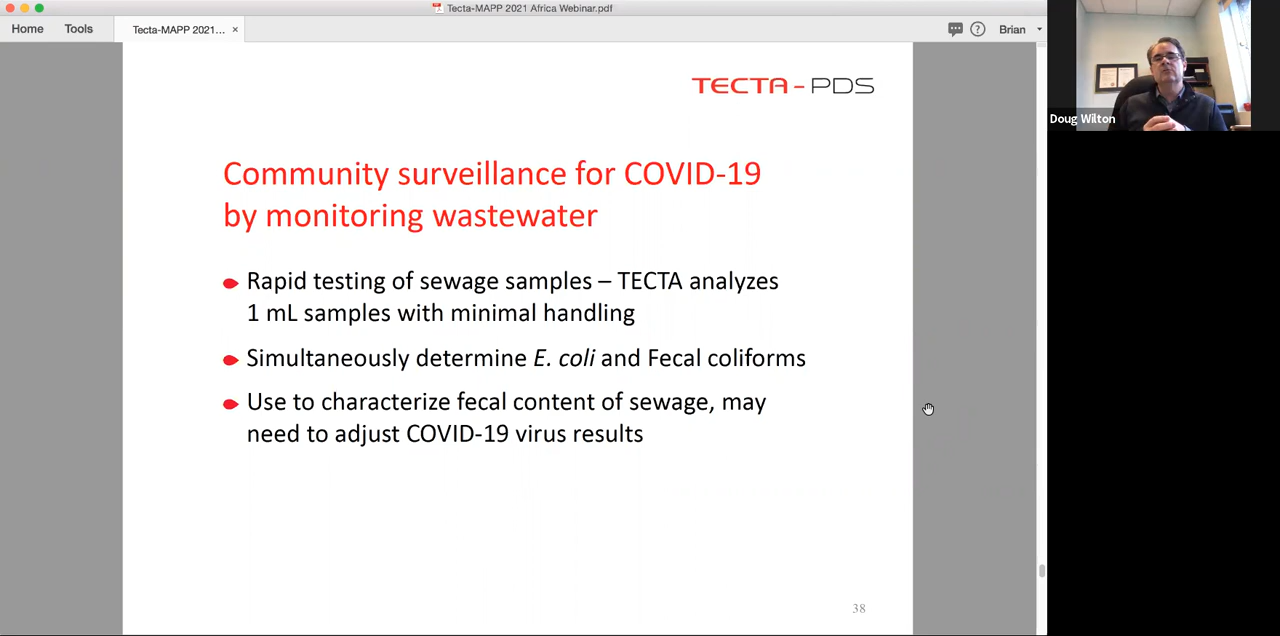 Tecta-MAPP 2021 Africa Webinar.pdf
Home Tools Tecta-MAPP 2021... × ? Brian
TECTA-PDS
Doug Wilton
Community surveillance for COVID-19
by monitoring wastewater
Rapid testing of sewage samples – TECTA analyzes
1 mL samples with minimal handling
Simultaneously determine E. coli and Fecal coliforms
Use to characterize fecal content of sewage, may
need to adjust COVID-19 virus results
38